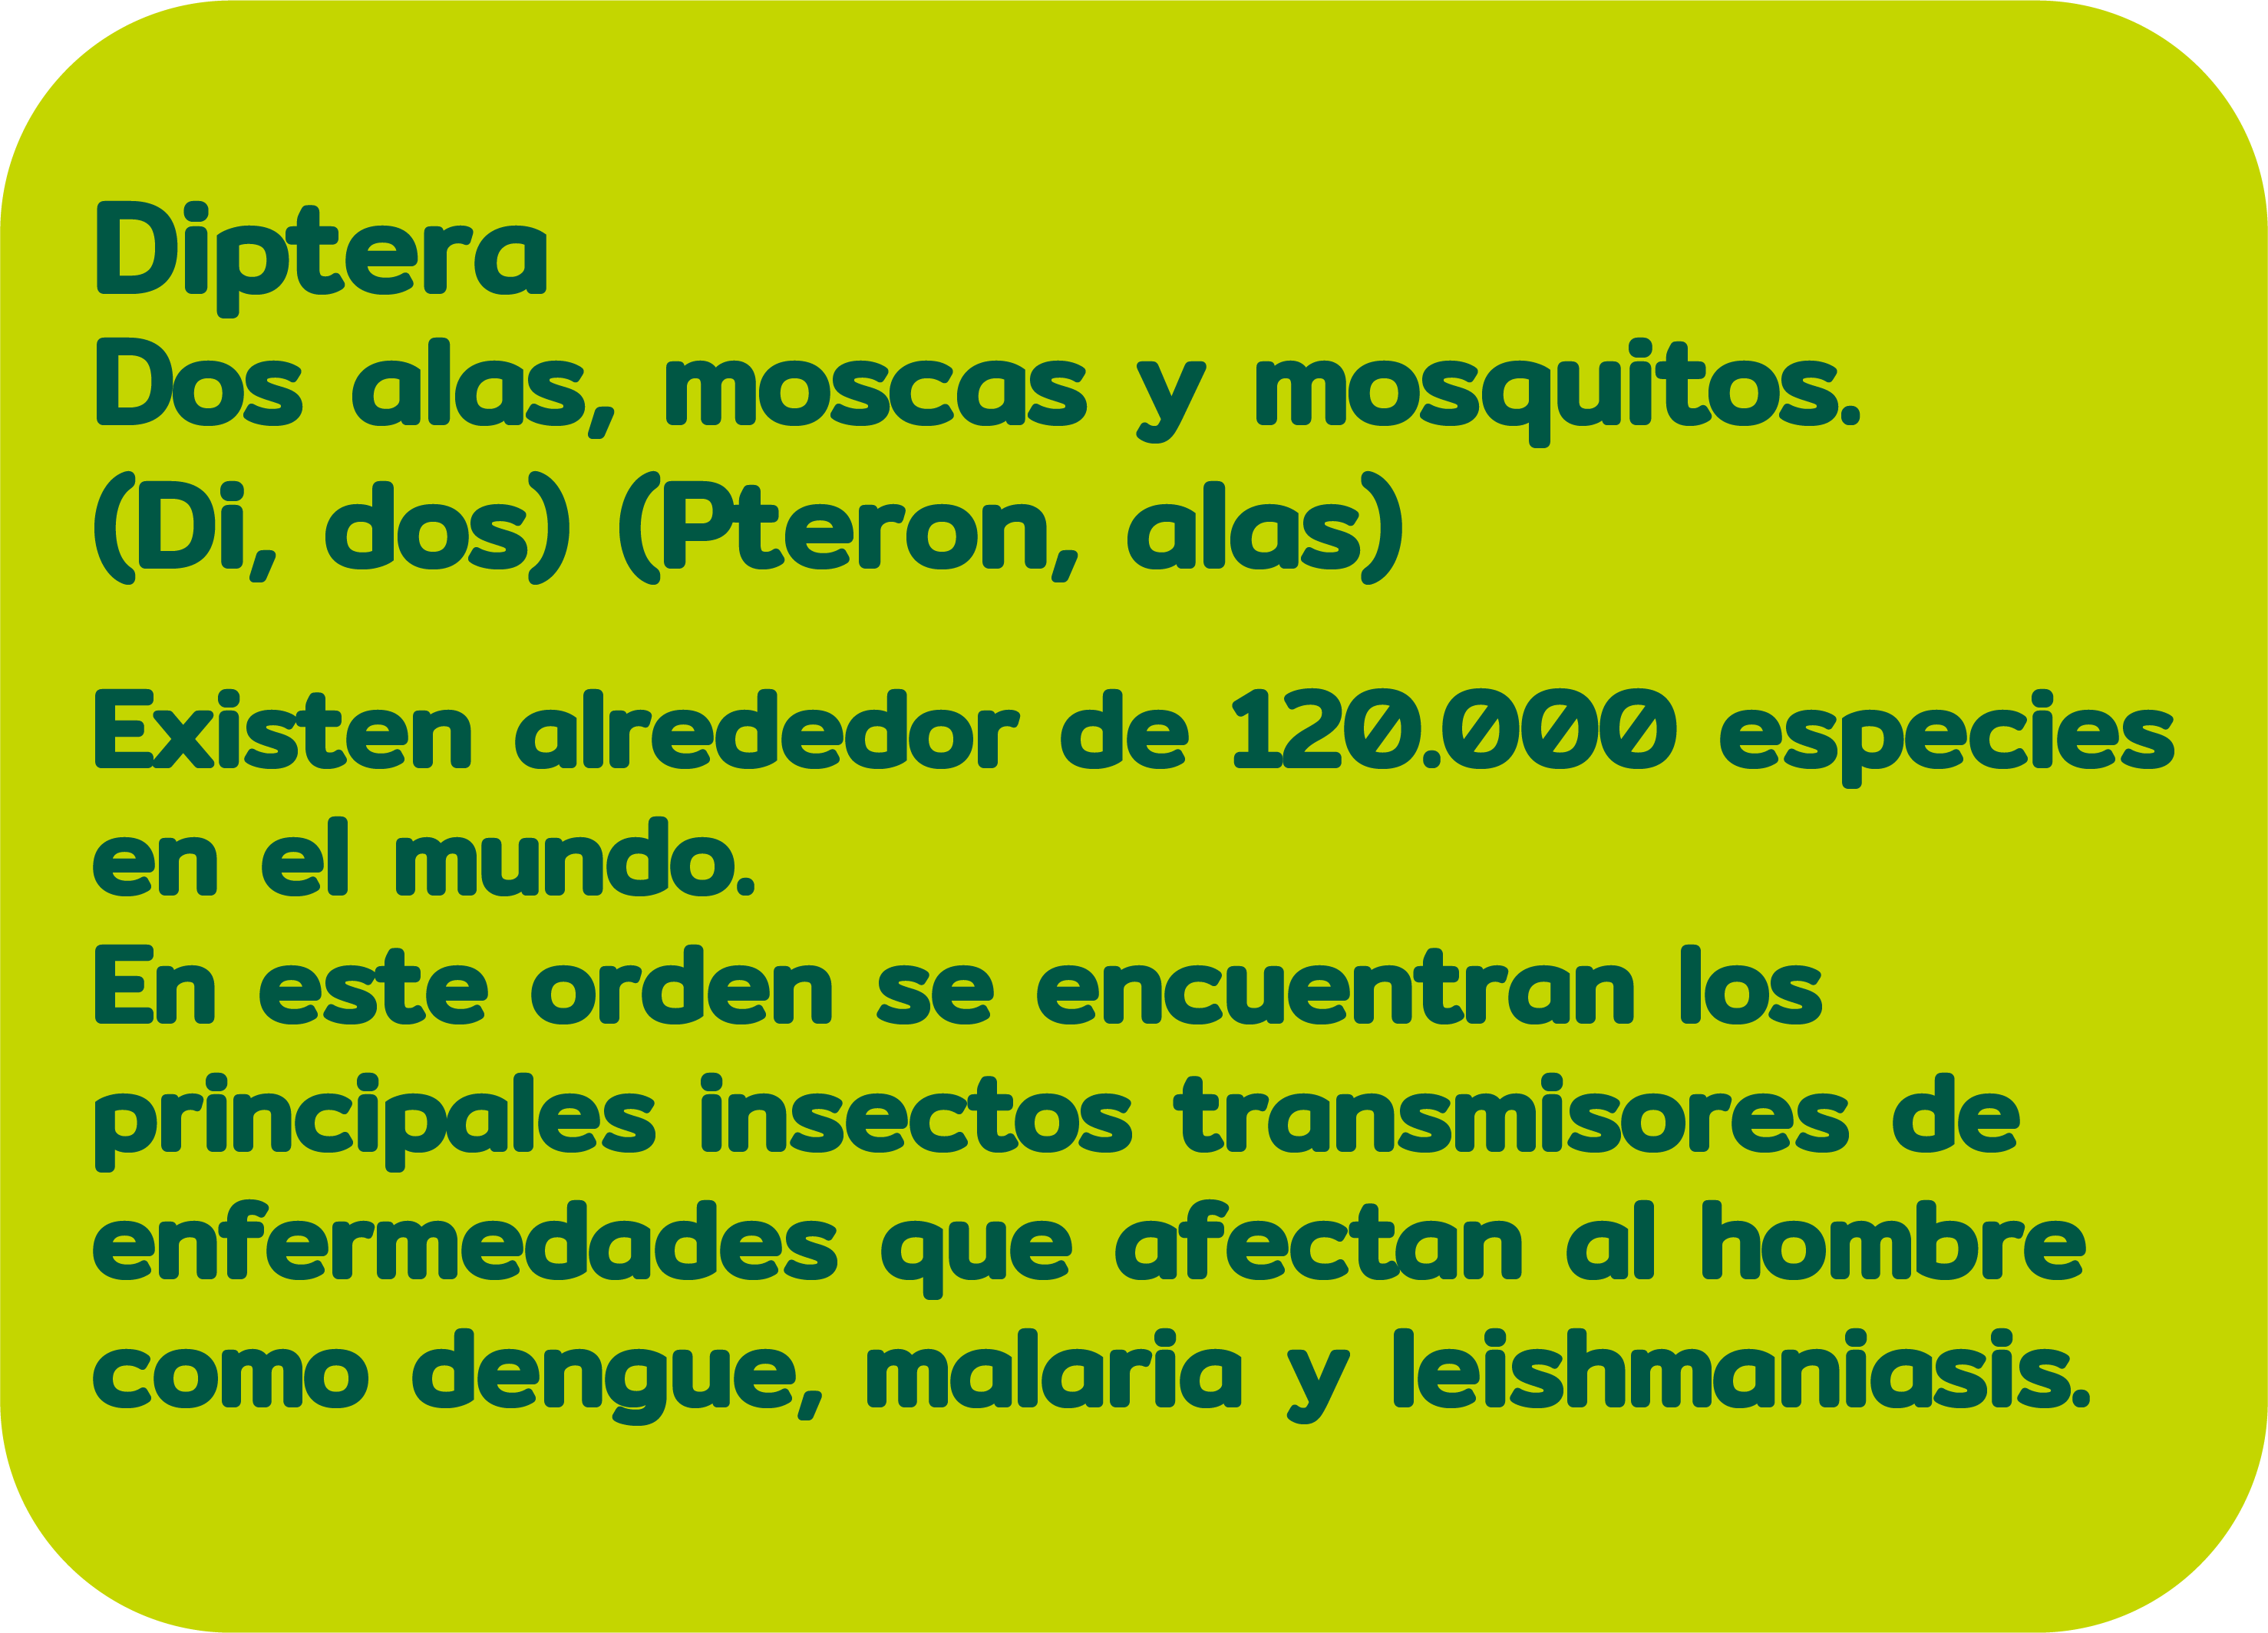 Diptera
Dos alas, moscas y mosquitos.
(Di, dos) (Pteron, alas)
Existen alrededor de 120.000 especies
en el mundo.
En este orden se encuentran los
principales insectos transmisores de
enfermedades que afectan al hombre
como dengue, malaria y leishmaniasis.